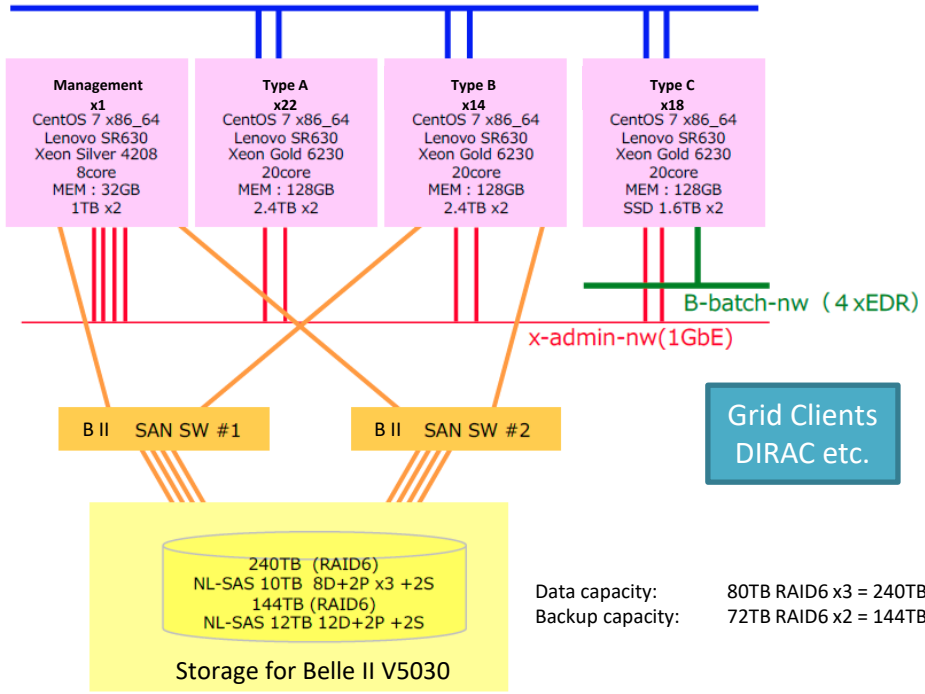 Management
x1
CentOS 7 x86_64
Lenovo SR630
Xeon Silver 4208
8core
MEM : 32GB
1TB x2
Type A
x22
CentOS 7 x86_64
Lenovo SR630
Xeon Gold 6230
20core
MEM : 128GB
2.4TB x2
Type B
x14
CentOS 7 x86_64
Lenovo SR630
Xeon Gold 6230
20core
MEM : 128GB
2.4TB x2
Type C
x18
CentOS 7 x86_64
Lenovo SR630
Xeon Gold 6230
20core
MEM : 128GB
SSD 1.6TB x2
B-batch-nw（4 xEDR）
x-admin-nw(1GbE)
B II SAN SW #1
B II SAN SW #2
Grid Clients
DIRAC etc.
240TB (RAID6)
NL-SAS 10TB 8D+2P x3 +2S
144TB (RAID6)
NL-SAS 12TB 12D+2P +2S
Storage for Belle II V5030
Data capacity: 80TB RAID6 x3 = 240TB
Backup capacity: 72TB RAID6 x2 = 144TB